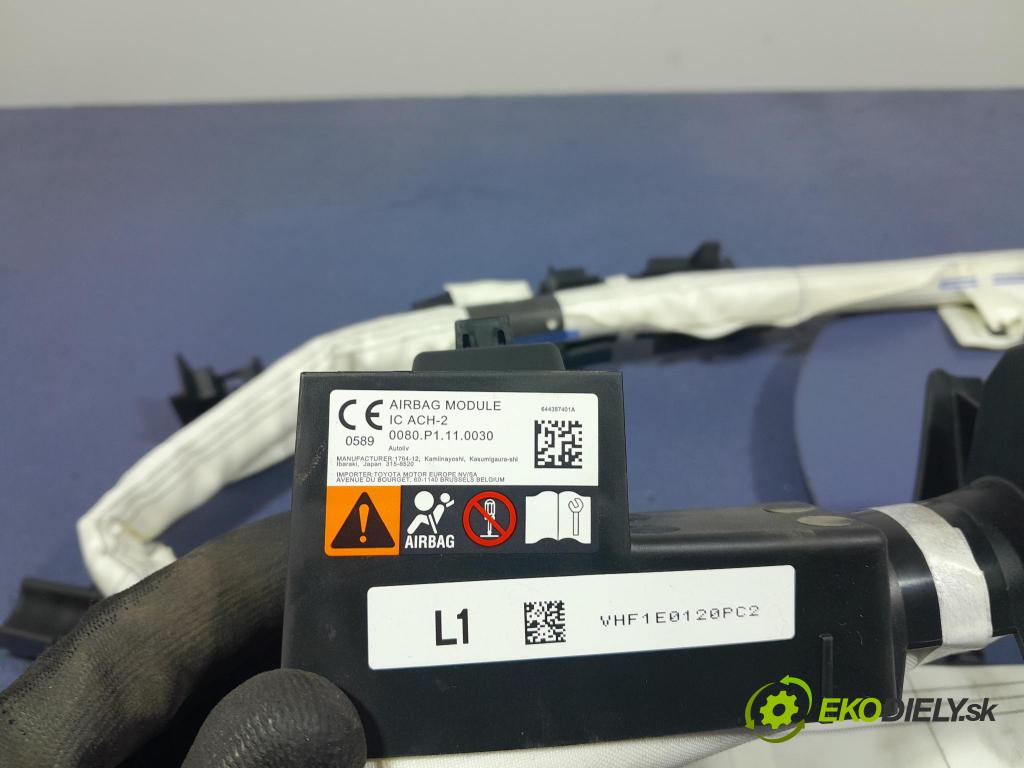 CE
0589
AIRBAG MODULE
IC ACH-2
0080.P1.11.0030
Autoliv
644387401A
MANUFACTURER:1764-12, Kamiinayoshi, Kasumigaura-shi
Ibaraki, Japan 315-8520
IMPORTER:TOYOTA MOTOR EUROPE NV/SA
AVENUE DU BOURGET, 60-1140 BRUSSELS BELGIUM
AIRBAG
L1
VHF1E0120PC2
EKODIELY.sk